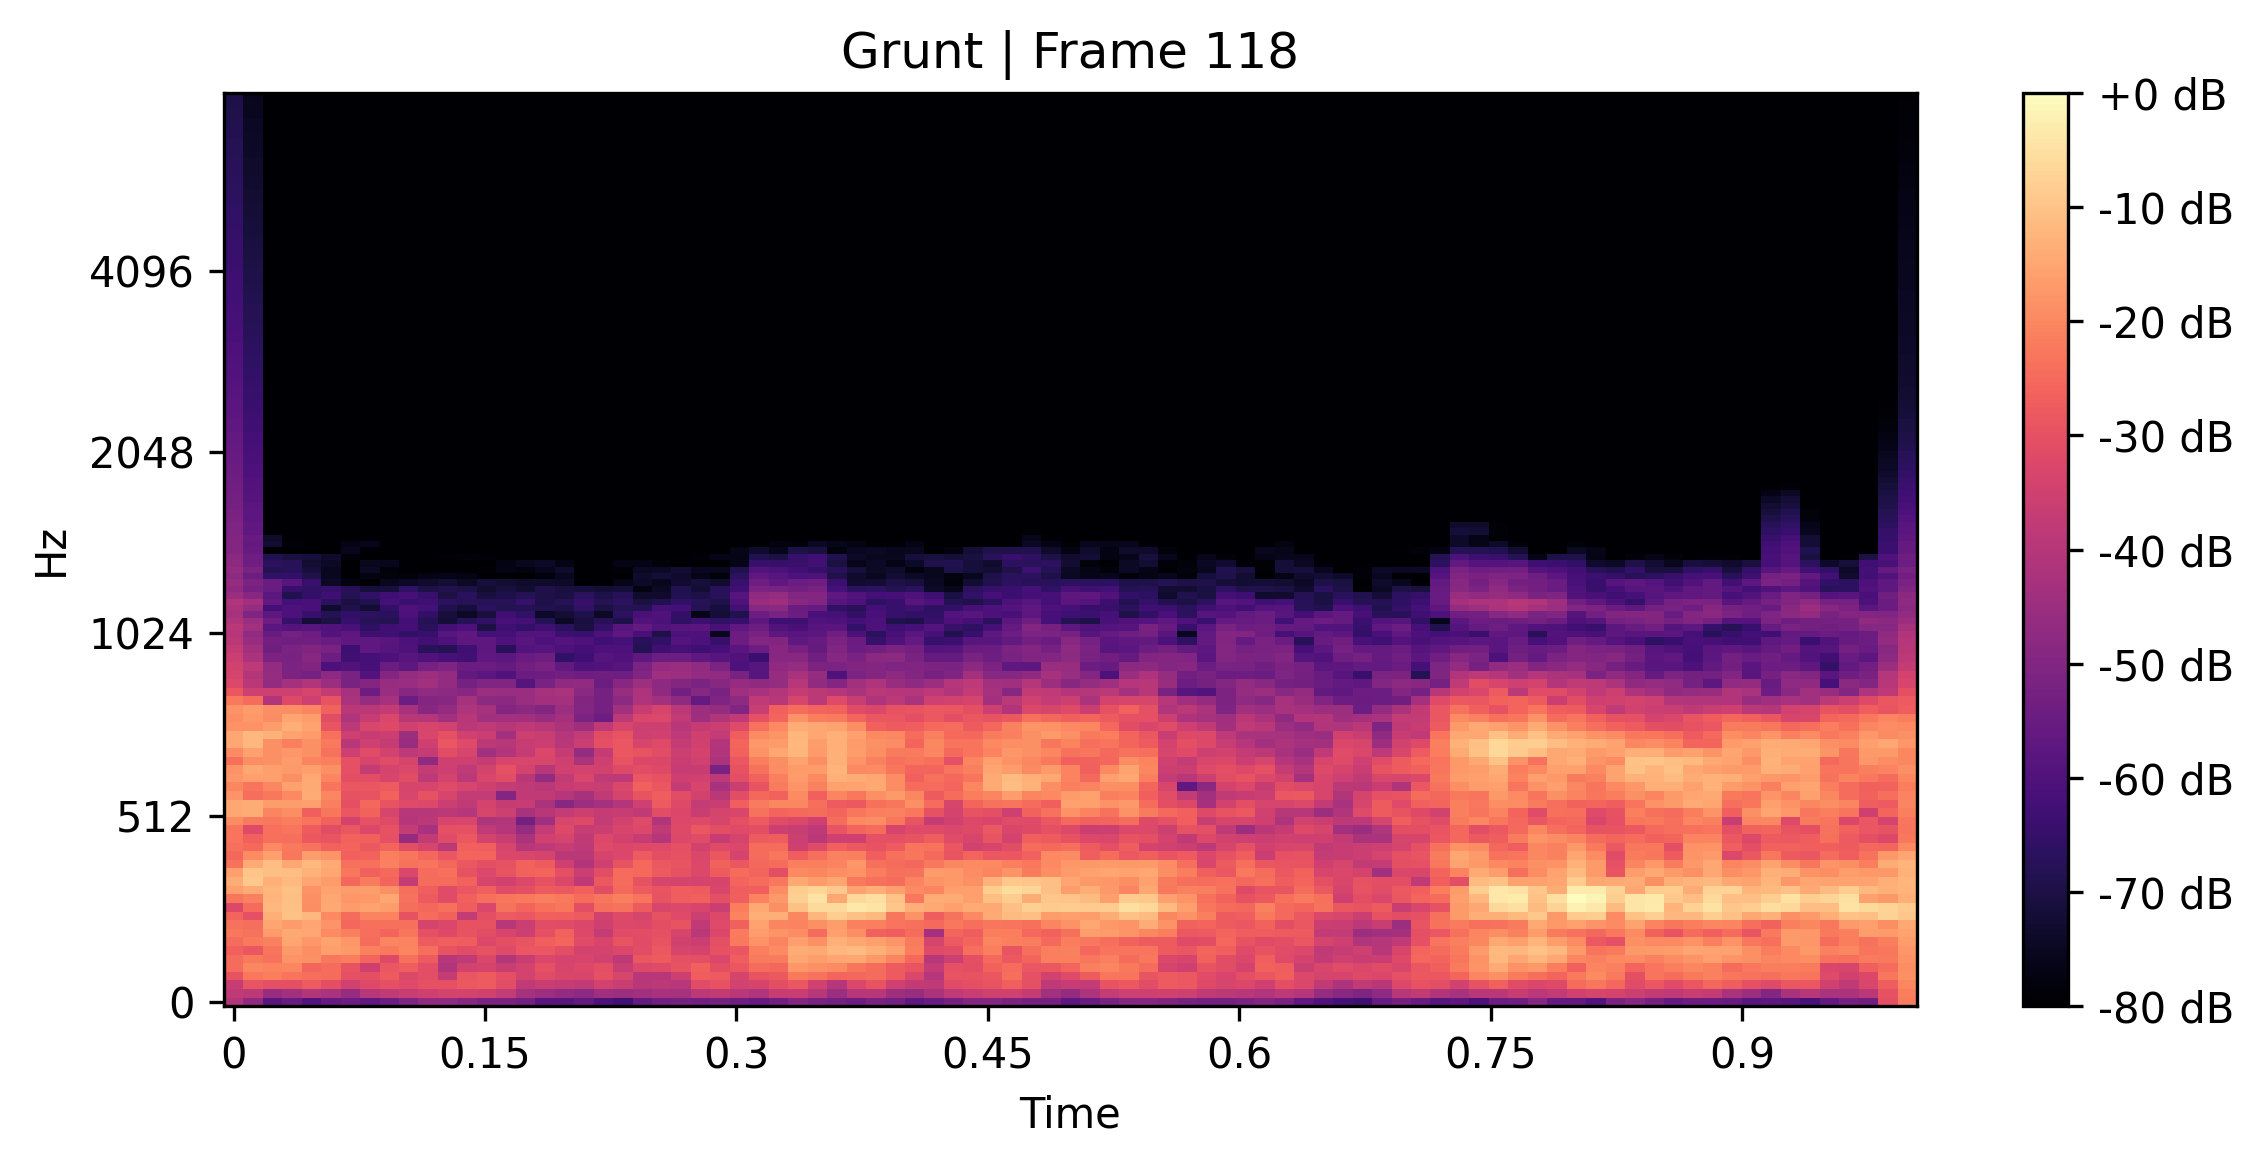 Grunt | Frame 118
Hz
4096
2048
1024
512
0
0 0.15 0.3 0.45 0.6 0.75 0.9
Time
+0 dB
-10 dB
-20 dB
-30 dB
-40 dB
-50 dB
-60 dB
-70 dB
-80 dB